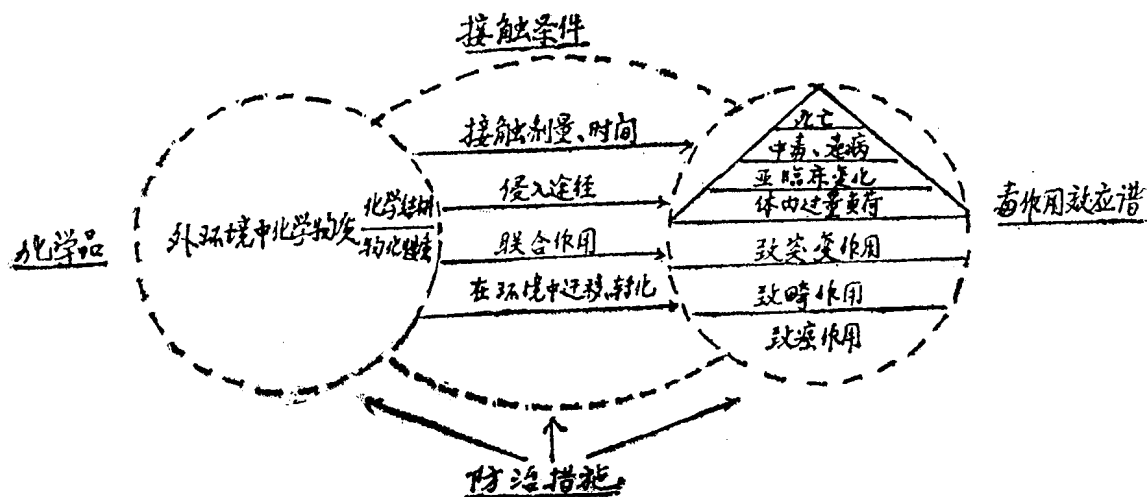 接触条件
接触剂量、时间
侵入途径
联合作用
在环境中迁移、转化
化学品
外环境中化学物质
化学结构
物化性质
死亡
中毒、患病
亚临床变化
体内过量负荷
致突变作用
致畸作用
致癌作用
毒作用效应谱
防治措施